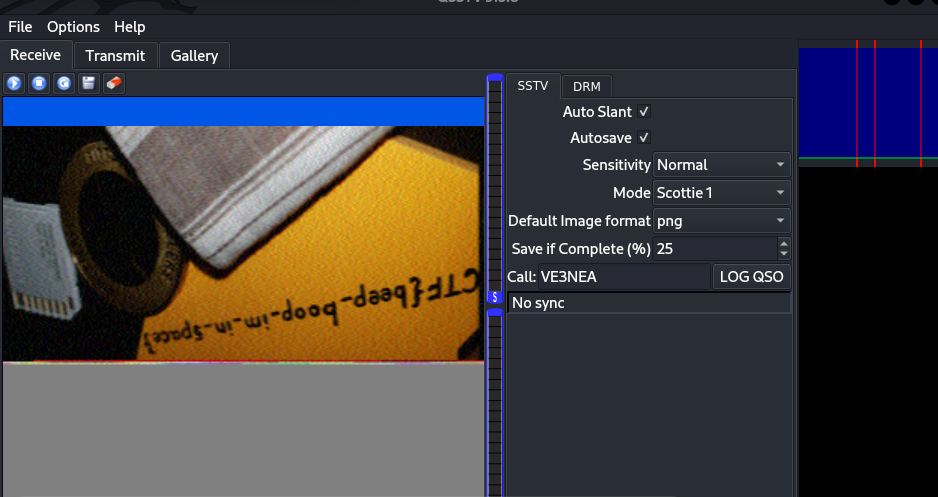 File Options Help
Receive Transmit Gallery
SSTV DRM
Auto Slant
Autosave
Sensitivity Normal
Mode Scottie 1
Default Image format png
Save if Complete (%) 25
Call: VE3NEA LOG QSO
S
No sync
CTF{beep-boop-im-in-space}